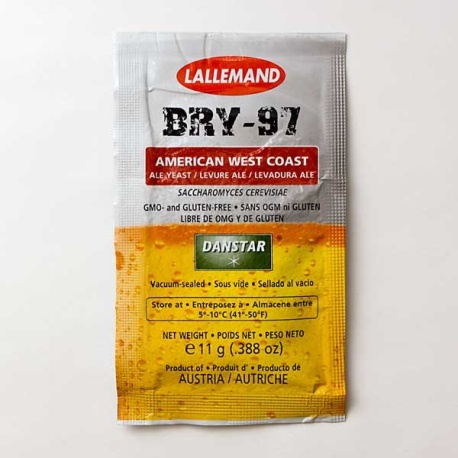 LALLEMAND
BRY-97
AMERICAN WEST COAST
ALE YEAST / LEVURE ALE / LEVADURA ALE
SACCHAROMYCES CEREVISIAE
GMO- and GLUTEN-FREE • SANS OGM ni GLUTEN
LIBRE DE OMG Y DE GLUTEN
DANSTAR
Vacuum-sealed • Sous vide • Sellado al vacio
Store at • Entreposez à • Almacene entre
5°-10°C (41°-50°F)
NET WEIGHT • POIDS NET • PESO NETO
e 11 g (.388 oz)
Product of • Produit d' • Producto de
AUSTRIA / AUTRICHE